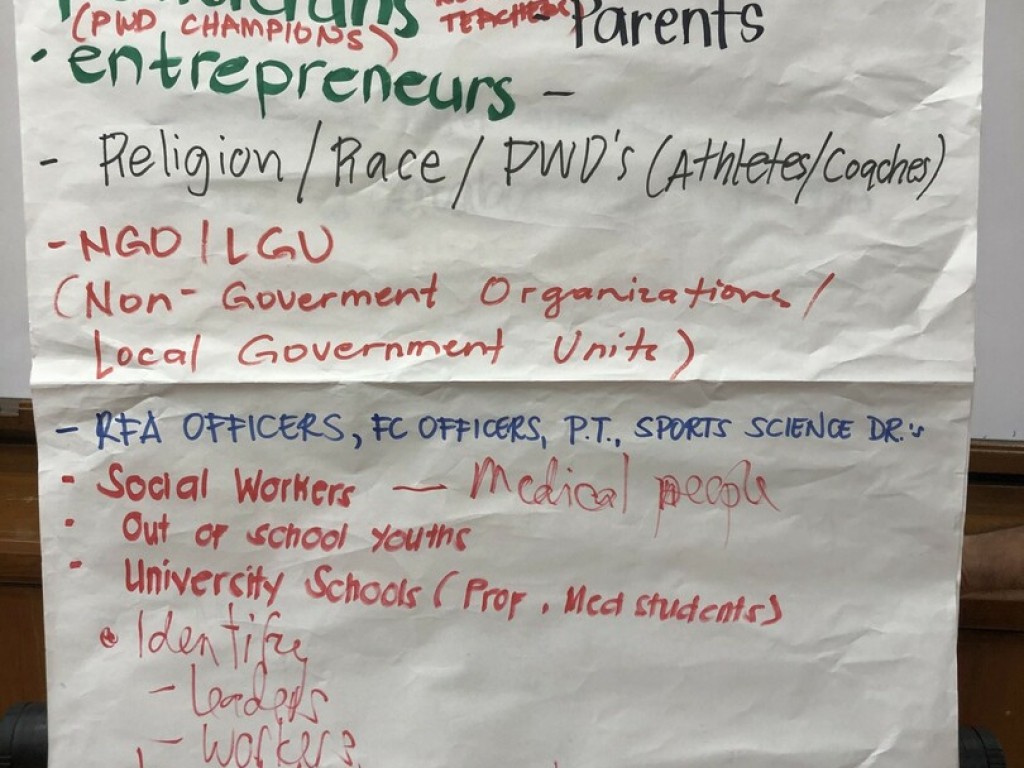 (PWD CHAMPIONS) TEACHERS) - Parents
• entrepreneurs -
- Religion / Race / PWD's (Athletes/Coaches)
- NGO / LGU
(Non-Goverment Organizations /
Local Government Units)
- RFA OFFICERS, FC OFFICERS, P.T., SPORTS SCIENCE DR.'s
• Social Workers — Medical people
• Out of school youths
• University Schools (Prof, Med students)
• Identify
- Leaders
- Workers